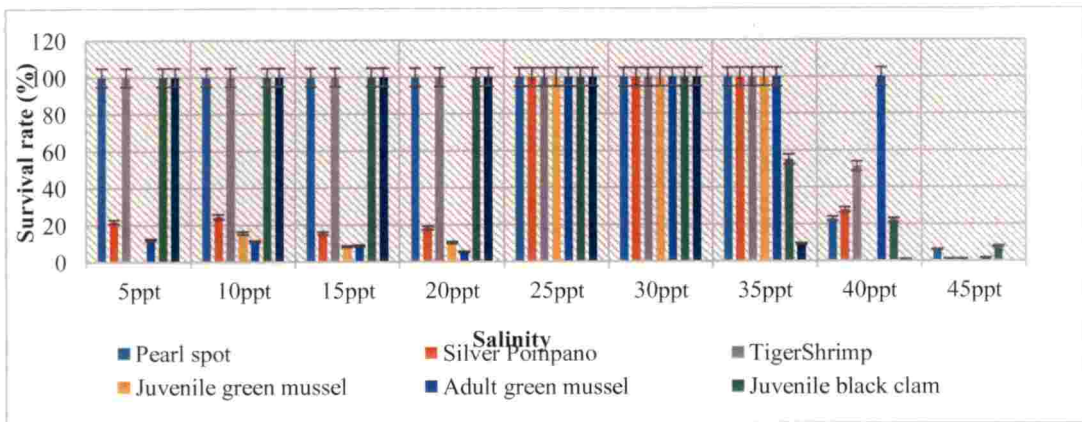 120
100
80
60
40
20
0
Survival rate (%)
5ppt 10ppt 15ppt 20ppt 25ppt 30ppt 35ppt 40ppt 45ppt
Salinity
Pearl spot Silver Pompano TigerShrimp
Juvenile green mussel Adult green mussel Juvenile black clam